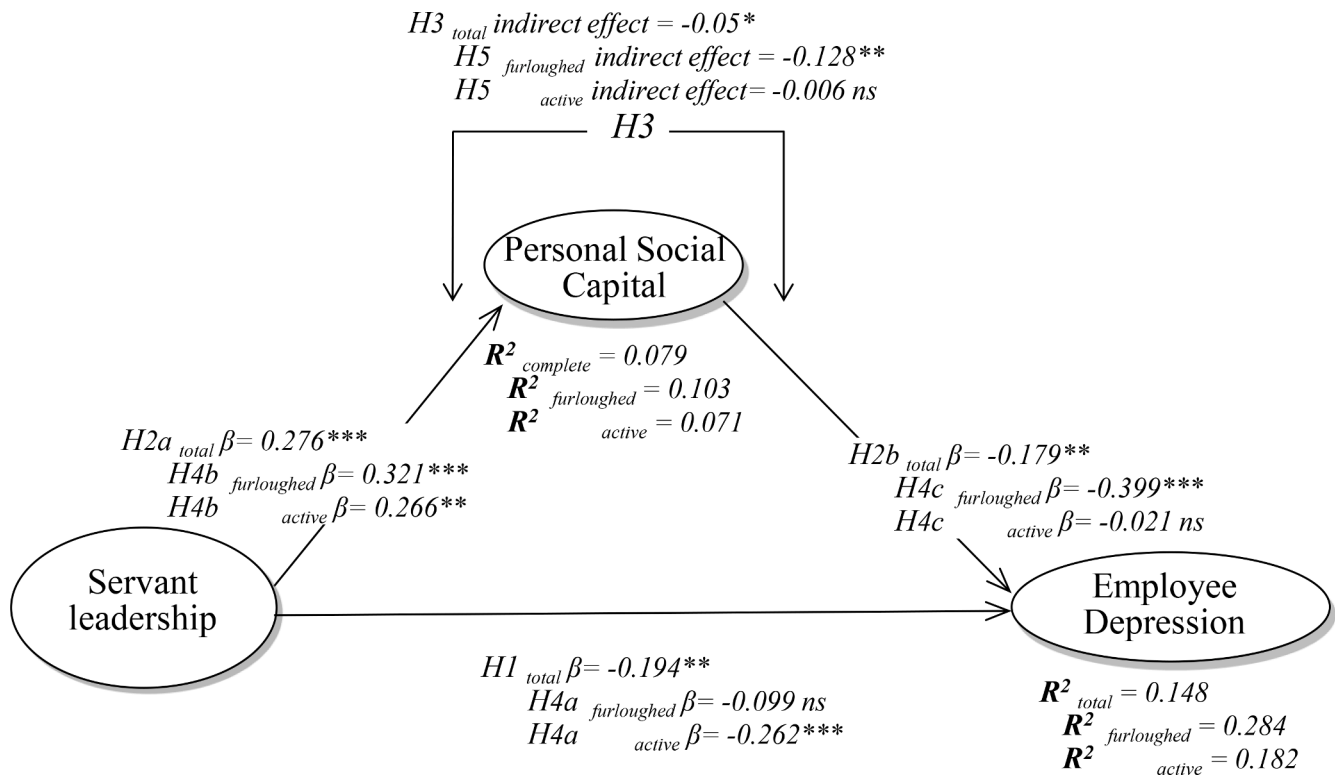 H3 total indirect effect = -0.05*
H5 furloughed indirect effect = -0.128**
H5 active indirect effect= -0.006 ns
H3
Personal Social
Capital
R² complete = 0.079
R² furloughed = 0.103
R² active = 0.071
H2a total β= 0.276***
H4b furloughed β= 0.321***
H4b active β= 0.266**
H2b total β= -0.179**
H4c furloughed β= -0.399***
H4c active β= -0.021 ns
Servant
leadership
Employee
Depression
H1 total β= -0.194**
H4a furloughed β= -0.099 ns
H4a active β= -0.262***
R² total = 0.148
R² furloughed = 0.284
R² active = 0.182